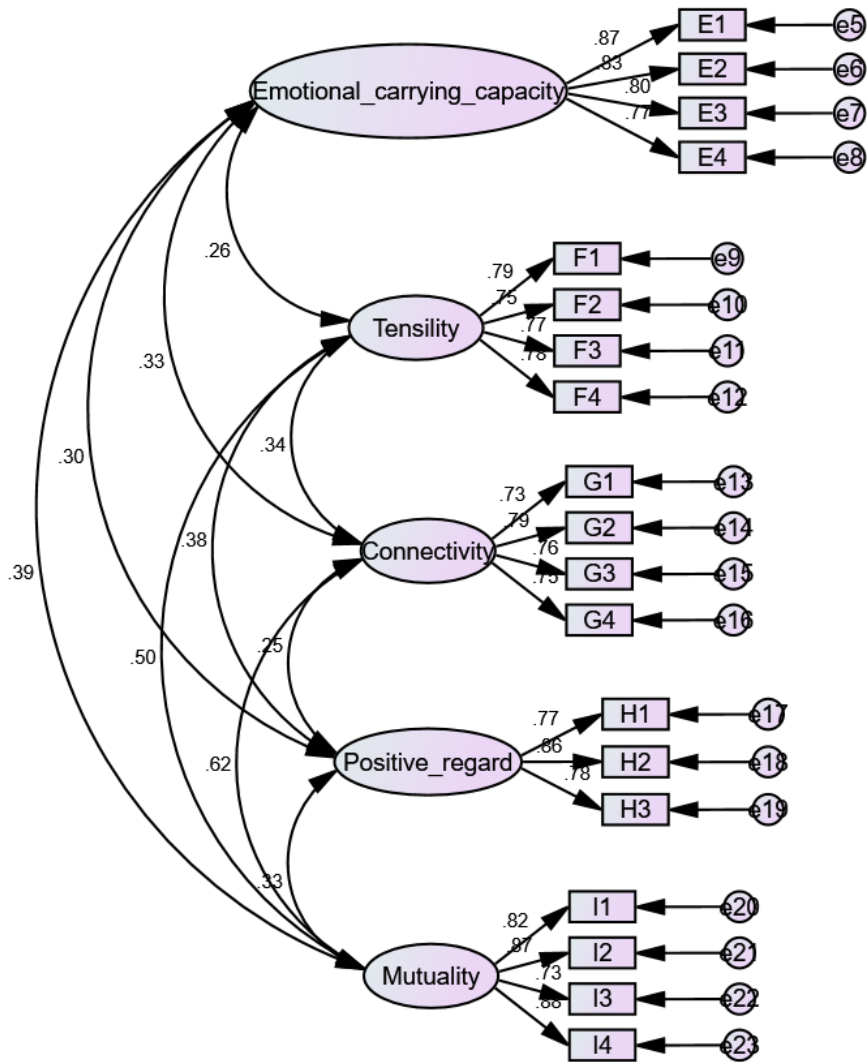 .87
E1
e5
.83
E2
e6
Emotional_carrying_capacity
.80
E3
e7
.77
E4
e8
.26
.79
F1
e9
.75
F2
e10
Tensility
.77
F3
e11
.78
F4
e12
.33
.34
.30
.73
G1
e13
.79
G2
e14
Connectivity
.76
G3
e15
.75
G4
e16
.38
.39
.25
.50
.77
H1
e17
.86
H2
e18
Positive_regard
.78
H3
e19
.62
.33
.82
I1
e20
.87
I2
e21
Mutuality
.73
I3
e22
.88
I4
e23